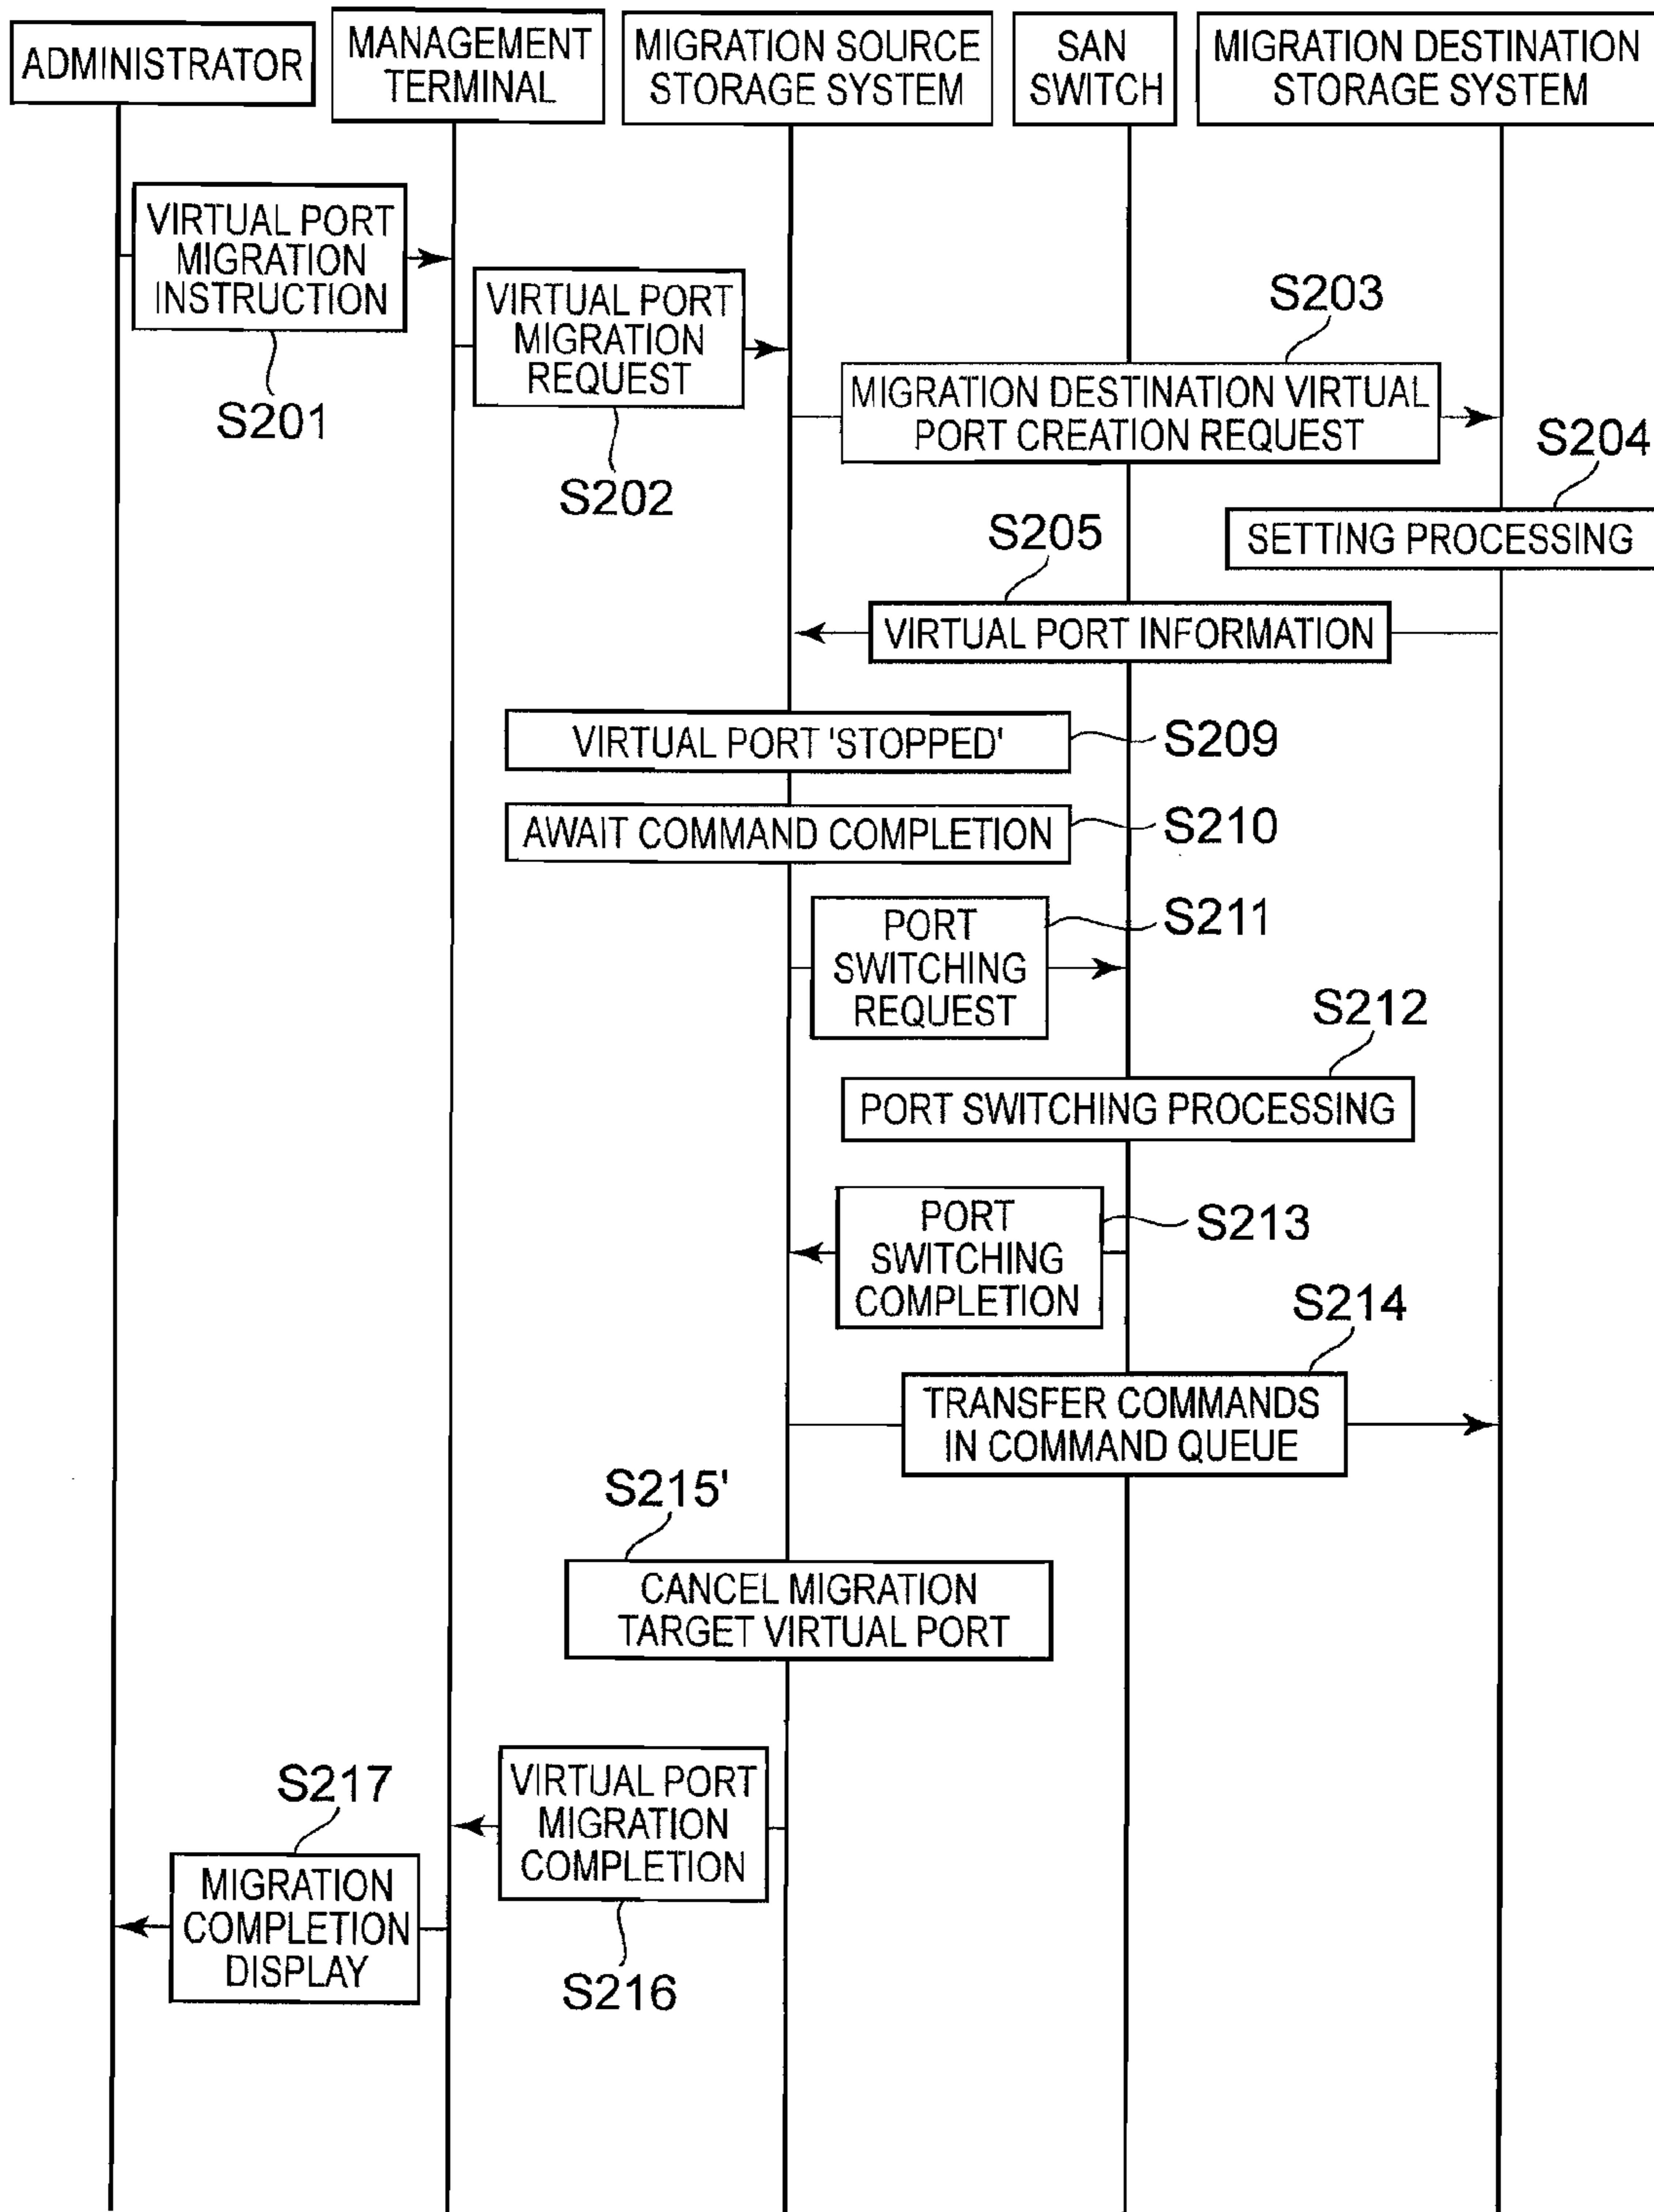 ADMINISTRATOR
MANAGEMENT
TERMINAL
MIGRATION SOURCE
STORAGE SYSTEM
SAN
SWITCH
MIGRATION DESTINATION
STORAGE SYSTEM
VIRTUAL PORT
MIGRATION
INSTRUCTION
S201
VIRTUAL PORT
MIGRATION
REQUEST
S202
S203
MIGRATION DESTINATION VIRTUAL
PORT CREATION REQUEST
S204
SETTING PROCESSING
S205
VIRTUAL PORT INFORMATION
VIRTUAL PORT 'STOPPED'
S209
AWAIT COMMAND COMPLETION
S210
PORT
SWITCHING
REQUEST
S211
S212
PORT SWITCHING PROCESSING
PORT
SWITCHING
COMPLETION
S213
S214
TRANSFER COMMANDS
IN COMMAND QUEUE
S215'
CANCEL MIGRATION
TARGET VIRTUAL PORT
VIRTUAL PORT
MIGRATION
COMPLETION
S216
S217
MIGRATION
COMPLETION
DISPLAY